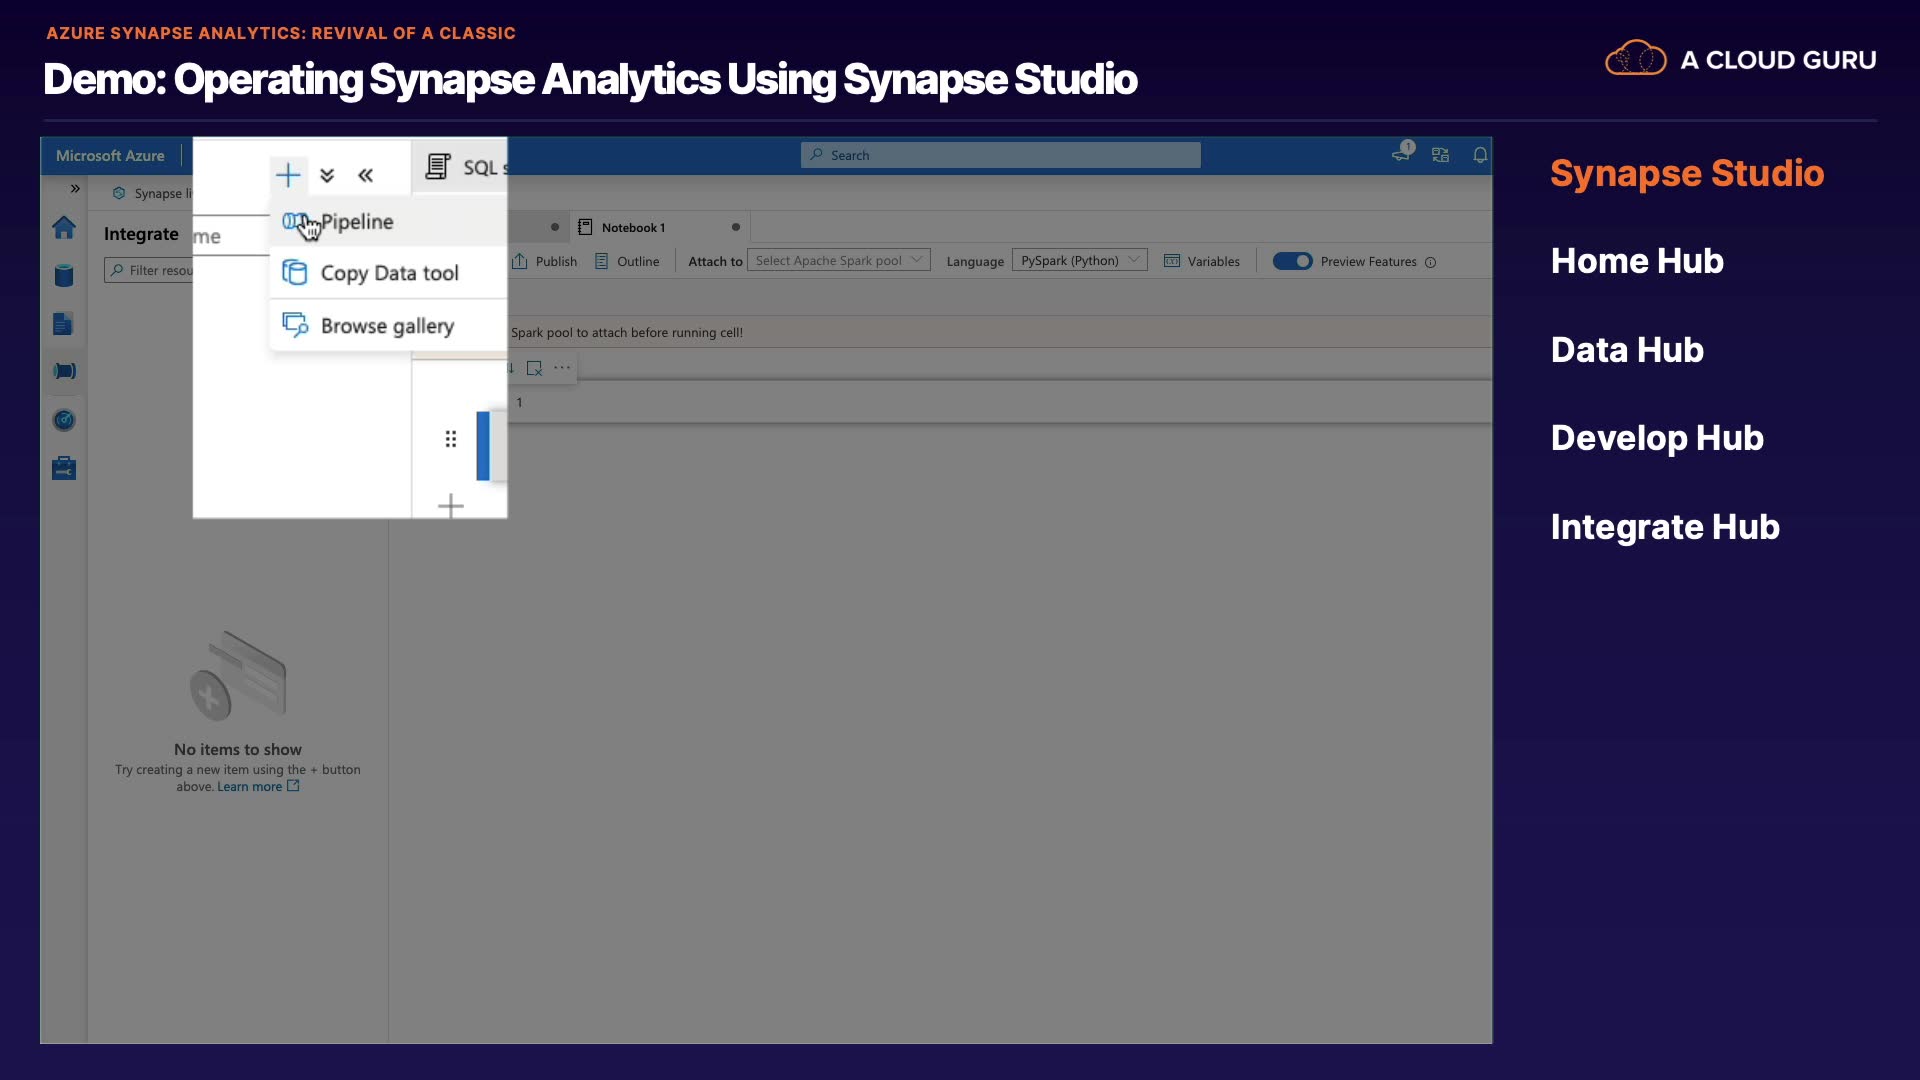 AZURE SYNAPSE ANALYTICS: REVIVAL OF A CLASSIC
Demo: Operating Synapse Analytics Using Synapse Studio
A CLOUD GURU
Microsoft Azure
Search
1
Synapse li
SQL s
Integrate
me
Filter resou
Pipeline
Copy Data tool
Browse gallery
Notebook 1
Publish
Outline
Attach to
Select Apache Spark pool
Language
PySpark (Python)
Variables
Preview Features
Spark pool to attach before running cell!
1
No items to show
Try creating a new item using the + button
above. Learn more
Synapse Studio
Home Hub
Data Hub
Develop Hub
Integrate Hub